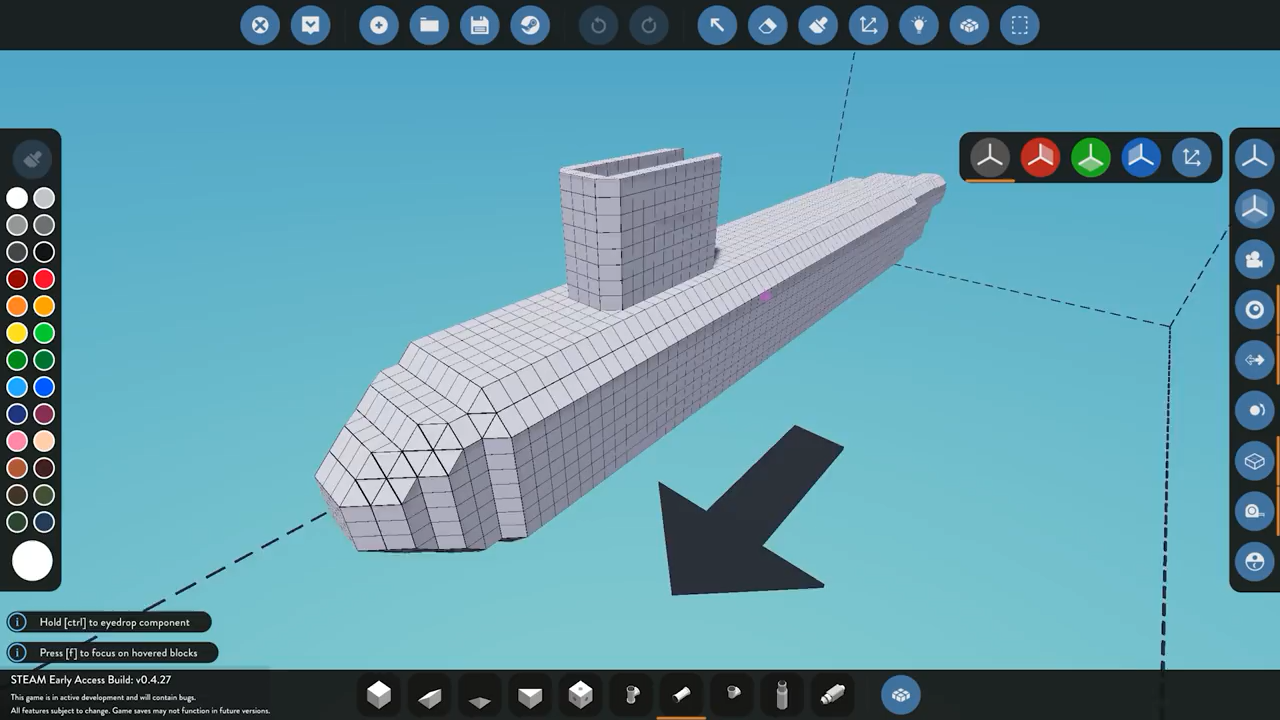 Hold [ctrl] to eyedrop component
Press [f] to focus on hovered blocks
STEAM Early Access Build: v0.4.27
This game is in active development and will contain bugs.
All features subject to change. Game saves may not function in future versions.